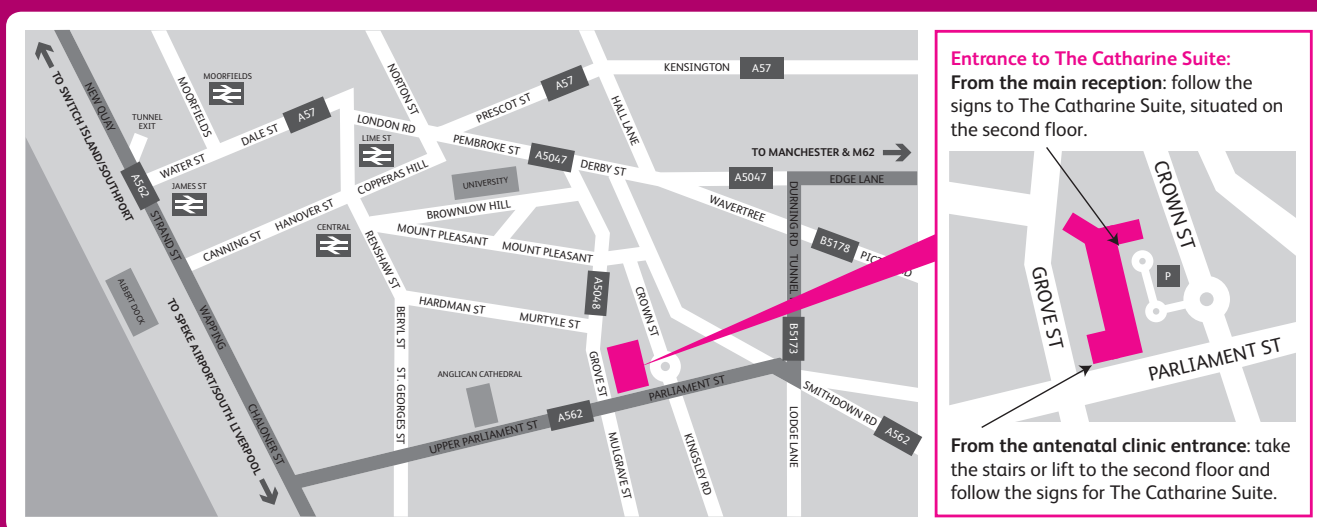 TO SWITCH ISLAND/SOUTHPORT
NEW QUAY
TUNNEL
EXIT
A562
MOORFIELDS
MOORFIELDS
WATER ST
DALE ST
A57
JAMES ST
NORTON ST
LONDON RD
LIME ST
COPPERAS HILL
PRESCOT ST
A57
KENSINGTON
A57
HALL LANE
PEMBROKE ST
A5047
DERBY ST
TO MANCHESTER & M62
A5047
EDGE LANE
UNIVERSITY
BROWNLOW HILL
MOUNT PLEASANT
MOUNT PLEASANT
WAVERTREE
B5178
DURNING RD
STRAND ST
CANNING ST
HANOVER ST
CENTRAL
RENSHAW ST
ALBERT DOCK
WAPPING
TO SPEKE AIRPORT/SOUTH LIVERPOOL
CHALONER ST
HARDMAN ST
MURTYLE ST
A5048
CROWN ST
BERYL ST
ST. GEORGES ST
ANGLICAN CATHEDRAL
GROVE ST
B5173
UPPER PARLIAMENT ST
A562
PARLIAMENT ST
MULGRAVE ST
KINGSLEY RD
LODGE LANE
SMITHDOWN RD
A562
TUNNEL
Entrance to The Catharine Suite:
From the main reception: follow the
signs to The Catharine Suite, situated on
the second floor.
CROWN ST
P
GROVE ST
PARLIAMENT ST
From the antenatal clinic entrance: take
the stairs or lift to the second floor and
follow the signs for The Catharine Suite.